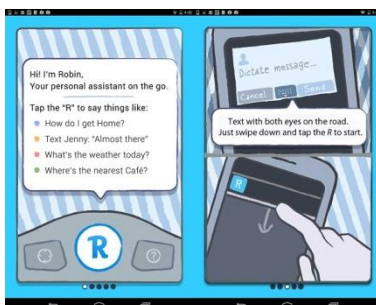 Hi! I'm Robin,
Your personal assistant on the go.
Tap the “R” to say things like:
How do I get Home?
Text Jenny: “Almost there”
What's the weather today?
Where's the nearest Café?
R
?
Dictate message...
Cancel
Send
Text with both eyes on the road.
Just swipe down and tap the R to start.
R